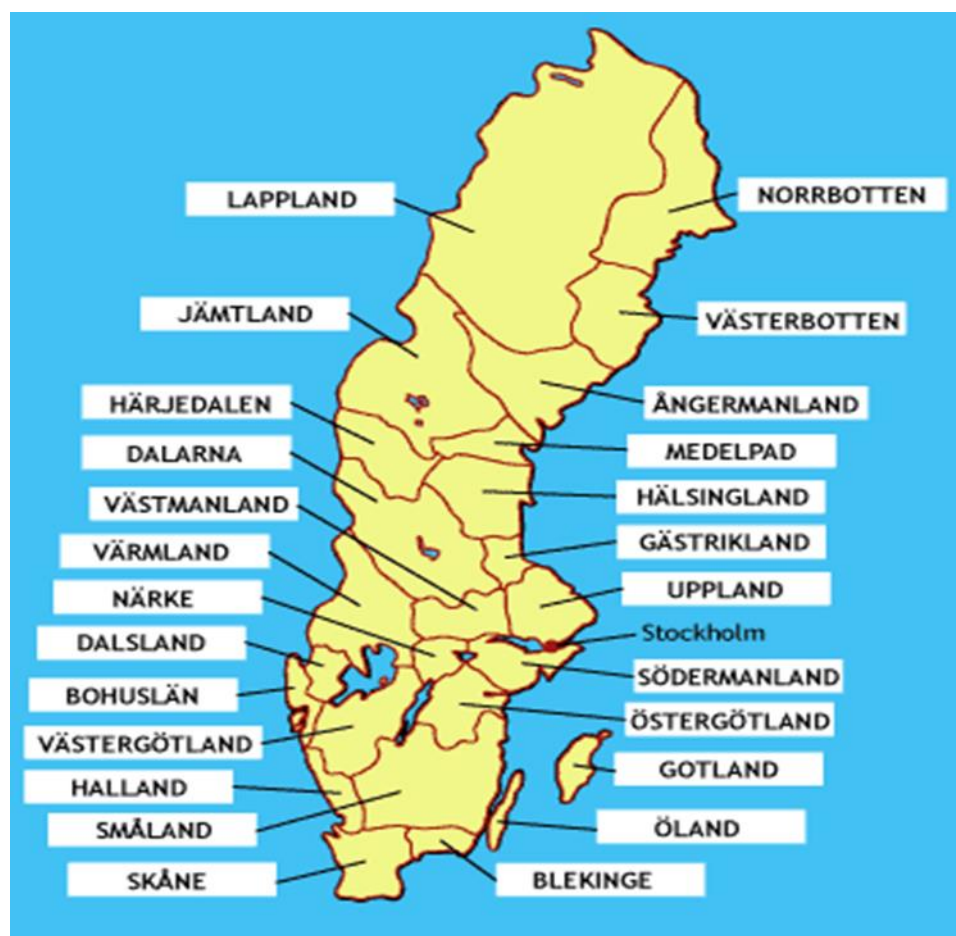 LAPPLAND
NORRBOTTEN
JÄMTLAND
VÄSTERBOTTEN
HÄRJEDALEN
ÅNGERMANLAND
DALARNA
MEDELPAD
VÄSTMANLAND
HÄLSINGLAND
VÄRMLAND
GÄSTRIKLAND
NÄRKE
UPPLAND
DALSLAND
Stockholm
BOHUSLÄN
SÖDERMANLAND
VÄSTERGÖTLAND
ÖSTERGÖTLAND
HALLAND
GOTLAND
SMÅLAND
ÖLAND
SKÅNE
BLEKINGE